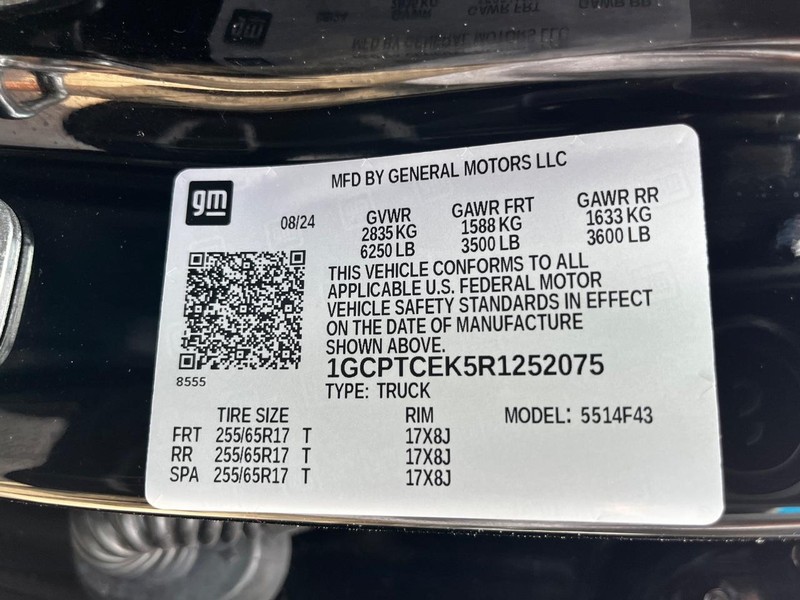 MFD BY GENERAL MOTORS LLC
gm
08/24
GVWR GAWR FRT GAWR RR
2835 KG 1588 KG 1633 KG
6250 LB 3500 LB 3600 LB
THIS VEHICLE CONFORMS TO ALL
APPLICABLE U.S. FEDERAL MOTOR
VEHICLE SAFETY STANDARDS IN EFFECT
ON THE DATE OF MANUFACTURE
SHOWN ABOVE.
1GCPTCEK5R1252075
8555
TYPE: TRUCK
TIRE SIZE RIM MODEL: 5514F43
FRT 255/65R17 T 17X8J
RR 255/65R17 T 17X8J
SPA 255/65R17 T 17X8J